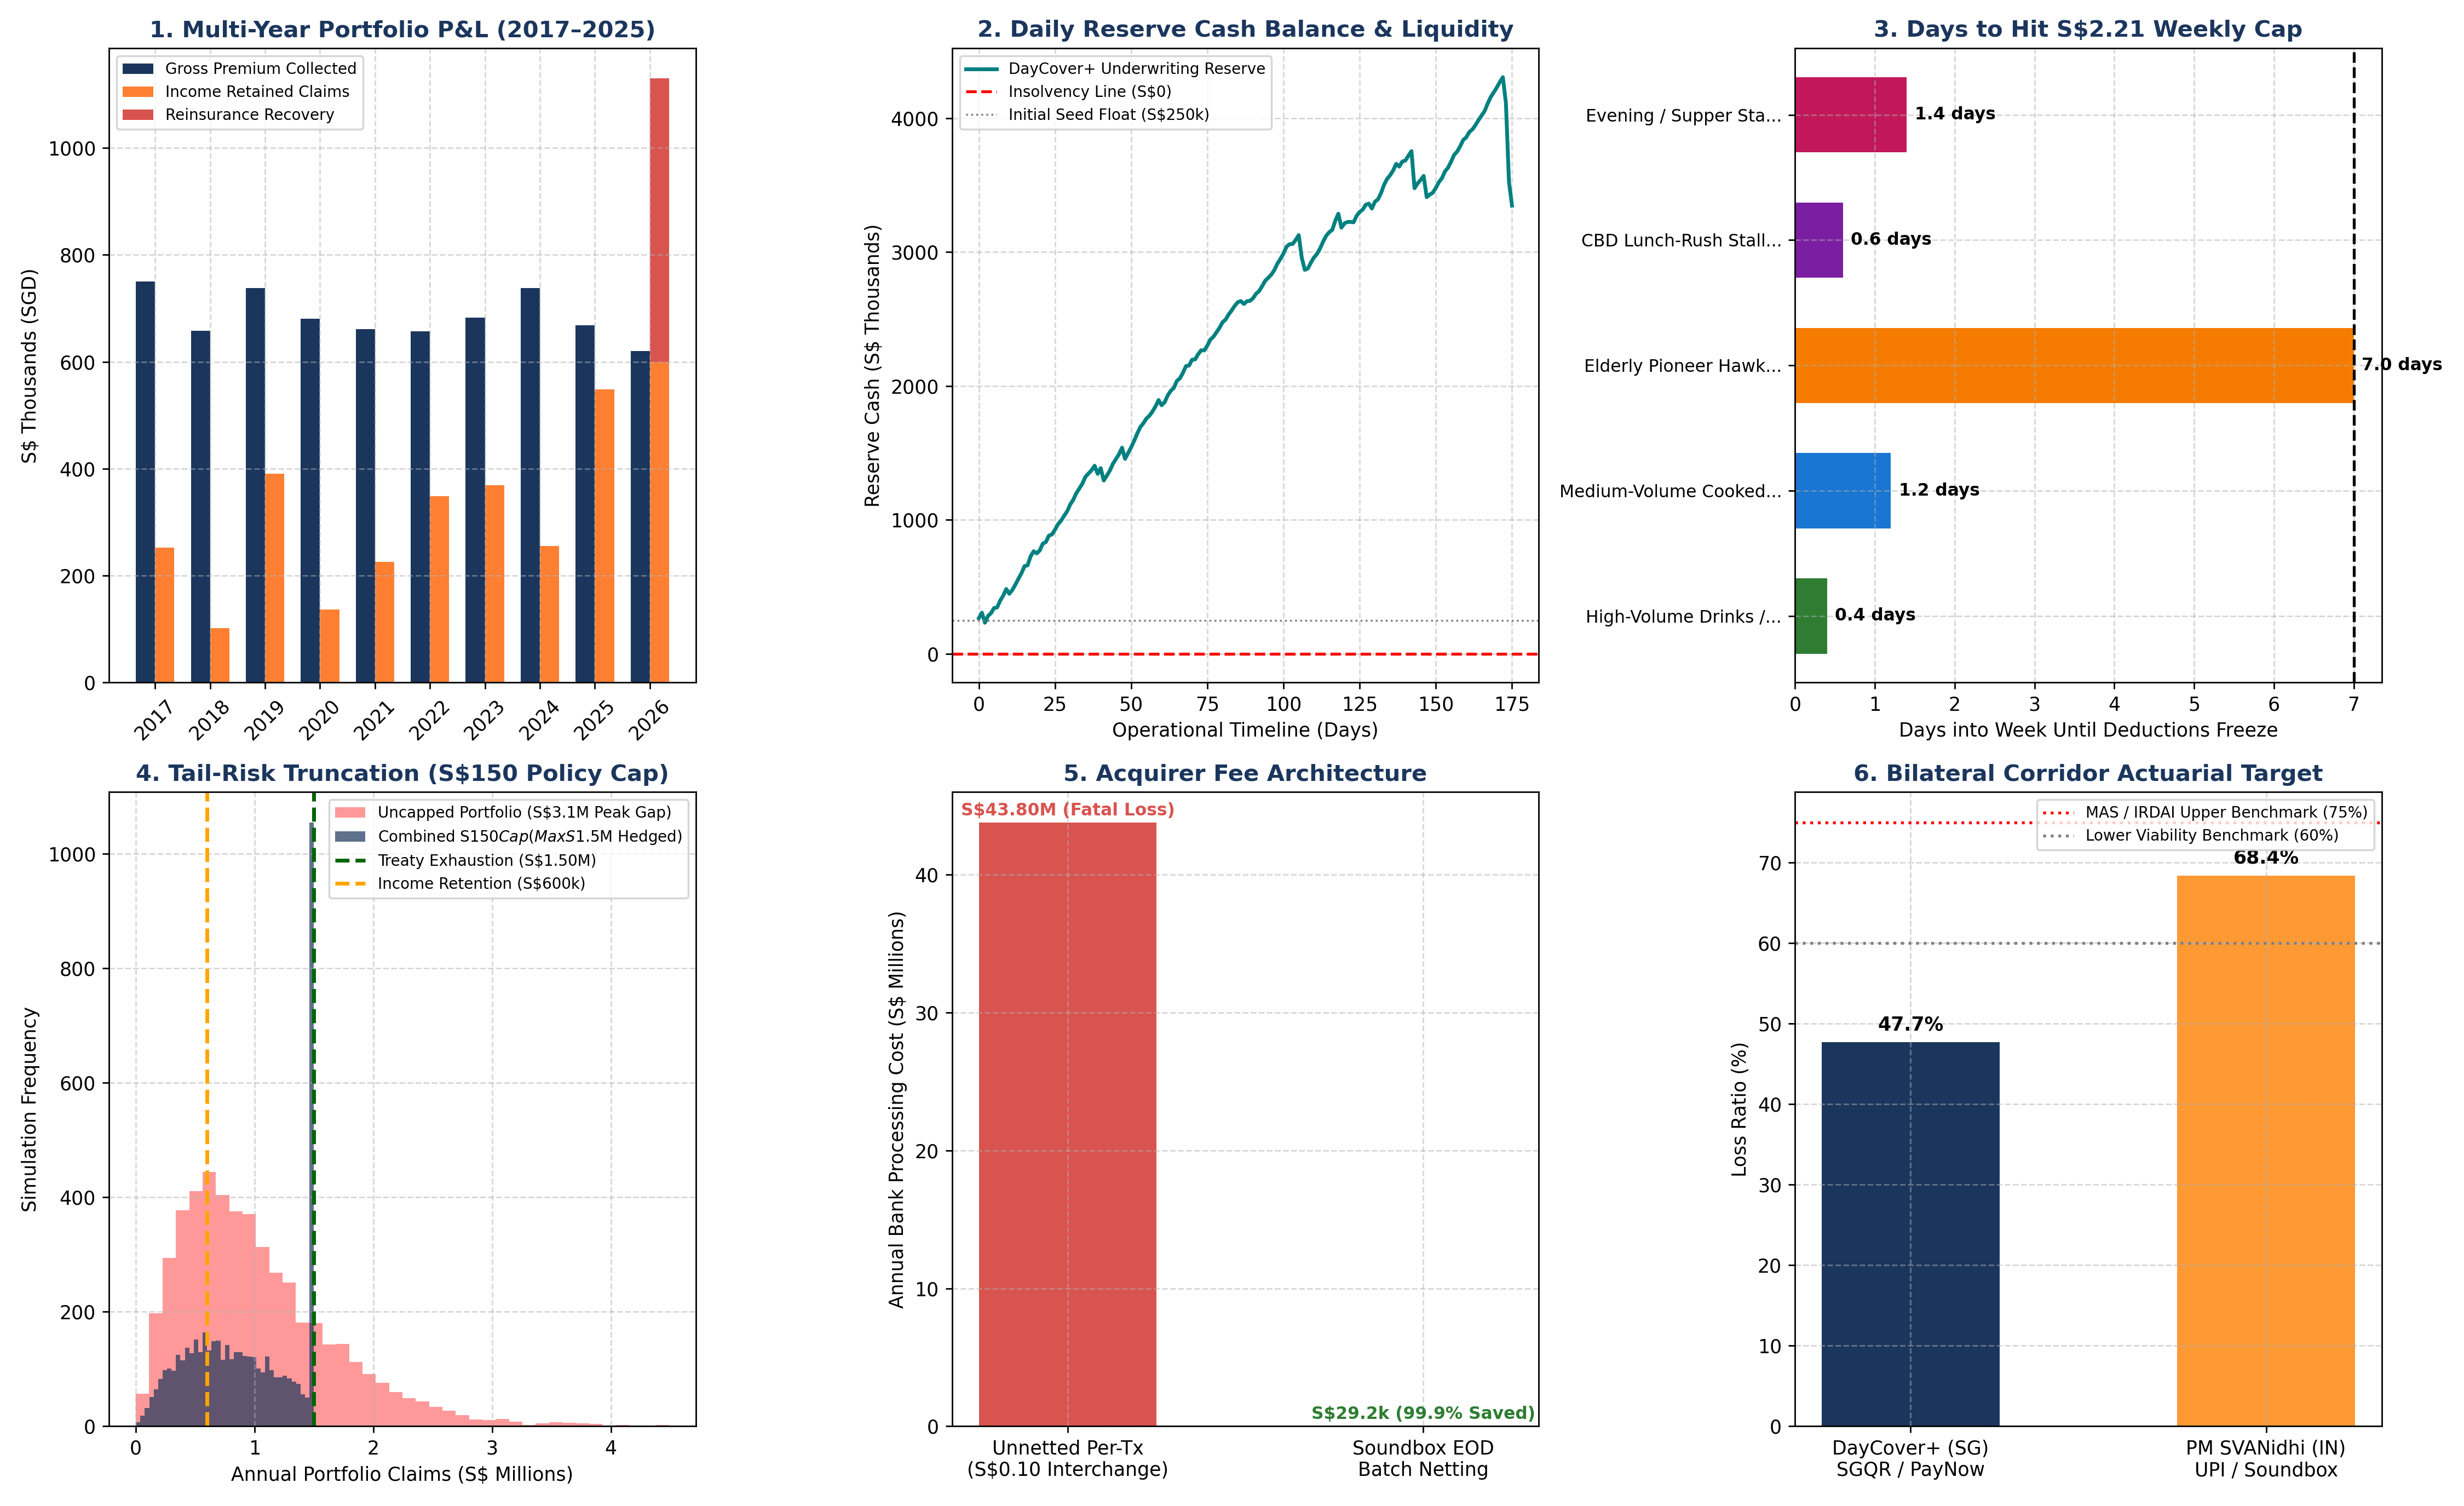 1. Multi-Year Portfolio P&L (2017–2025)
Gross Premium Collected
Income Retained Claims
Reinsurance Recovery
S$ Thousands (SGD)
1000
800
600
400
200
0
2017
2018
2019
2020
2021
2022
2023
2024
2025
2026
2. Daily Reserve Cash Balance & Liquidity
DayCover+ Underwriting Reserve
Insolvency Line (S$0)
Initial Seed Float (S$250k)
Reserve Cash (S$ Thousands)
4000
3000
2000
1000
0
0
25
50
75
100
125
150
175
Operational Timeline (Days)
3. Days to Hit S$2.21 Weekly Cap
Evening / Supper Sta...
1.4 days
CBD Lunch-Rush Stall...
0.6 days
Elderly Pioneer Hawk...
7.0 days
Medium-Volume Cooked...
1.2 days
High-Volume Drinks /...
0.4 days
0
1
2
3
4
5
6
7
Days into Week Until Deductions Freeze
4. Tail-Risk Truncation (S$150 Policy Cap)
Uncapped Portfolio (S$3.1M Peak Gap)
Combined S150Cap(MaxS1.5M Hedged)
Treaty Exhaustion (S$1.50M)
Income Retention (S$600k)
Simulation Frequency
1000
800
600
400
200
0
0
1
2
3
4
Annual Portfolio Claims (S$ Millions)
5. Acquirer Fee Architecture
S$43.80M (Fatal Loss)
S$29.2k (99.9% Saved)
Annual Bank Processing Cost (S$ Millions)
40
30
20
10
0
Unnetted Per-Tx
(S$0.10 Interchange)
Soundbox EOD
Batch Netting
6. Bilateral Corridor Actuarial Target
MAS / IRDAI Upper Benchmark (75%)
Lower Viability Benchmark (60%)
68.4%
47.7%
Loss Ratio (%)
70
60
50
40
30
20
10
0
DayCover+ (SG)
SGQR / PayNow
PM SVANidhi (IN)
UPI / Soundbox